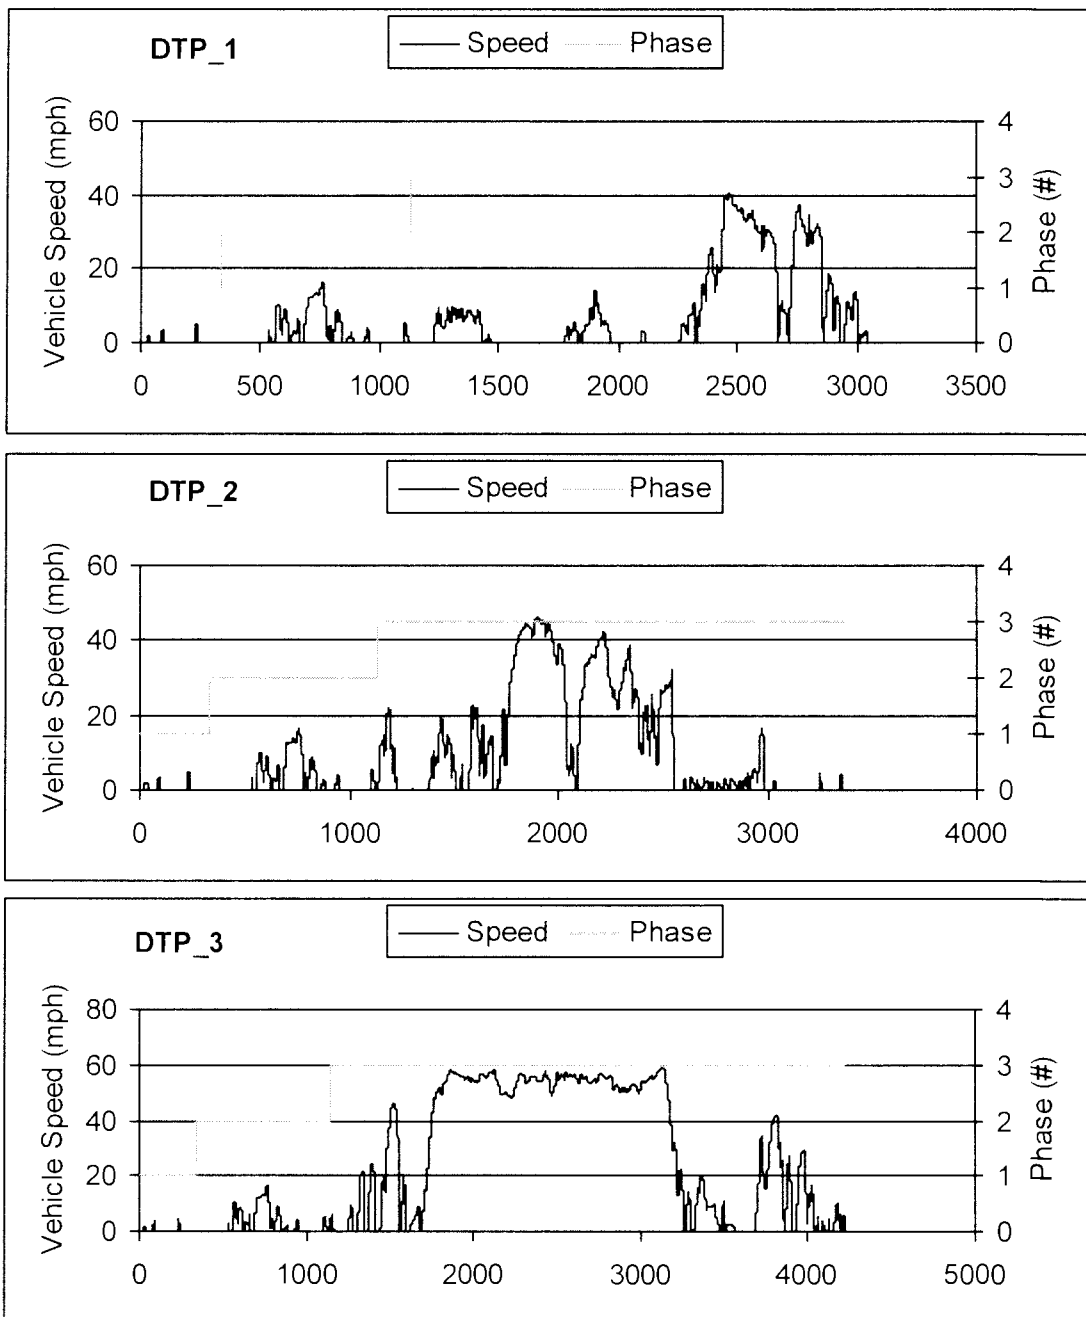 DTP_1
Speed Phase
Vehicle Speed (mph)
60
40
20
0
4
3
2
1
0
Phase (#)
0 500 1000 1500 2000 2500 3000 3500
DTP_2
Speed Phase
Vehicle Speed (mph)
60
40
20
0
4
3
2
1
0
Phase (#)
0 1000 2000 3000 4000
DTP_3
Speed Phase
Vehicle Speed (mph)
80
60
40
20
0
4
3
2
1
0
Phase (#)
0 1000 2000 3000 4000 5000